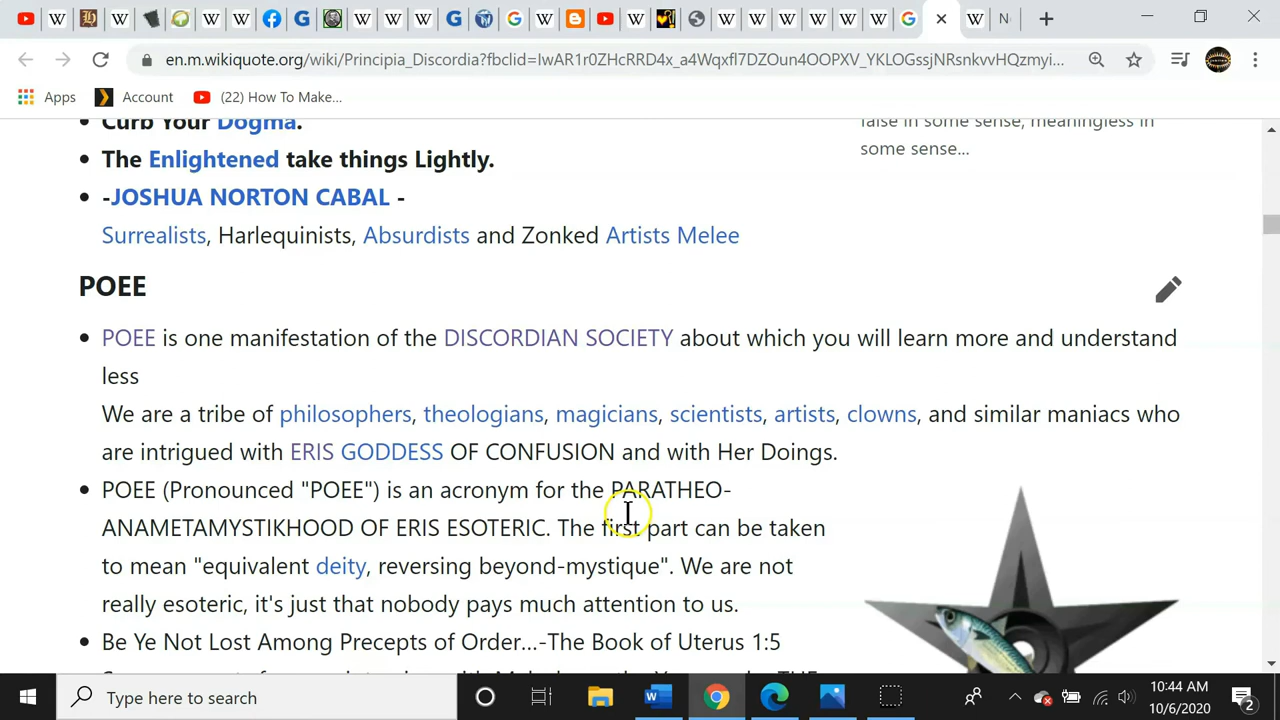 en.m.wikiquote.org/wiki/Principia_Discordia?fbclid=IwAR1r0ZHcRRD4x_a4Wqxfl7DZOun4OOPXV_YKLOGssjNRsnkvvHQzmyi...
Apps
Account
(22) How To Make...
Curb Your Dogma.
false in some sense, meaningless in
some sense...
The Enlightened take things Lightly.
-JOSHUA NORTON CABAL -
Surrealists, Harlequinists, Absurdists and Zonked Artists Melee
POEE
POEE is one manifestation of the DISCORDIAN SOCIETY about which you will learn more and understand
less
We are a tribe of philosophers, theologians, magicians, scientists, artists, clowns, and similar maniacs who
are intrigued with ERIS GODDESS OF CONFUSION and with Her Doings.
POEE (Pronounced "POEE") is an acronym for the PARATHEO-
ANAMETAMYSTIKHOOD OF ERIS ESOTERIC. The first part can be taken
to mean "equivalent deity, reversing beyond-mystique". We are not
really esoteric, it's just that nobody pays much attention to us.
Be Ye Not Lost Among Precepts of Order...-The Book of Uterus 1:5
Type here to search
10:44 AM
10/6/2020
2